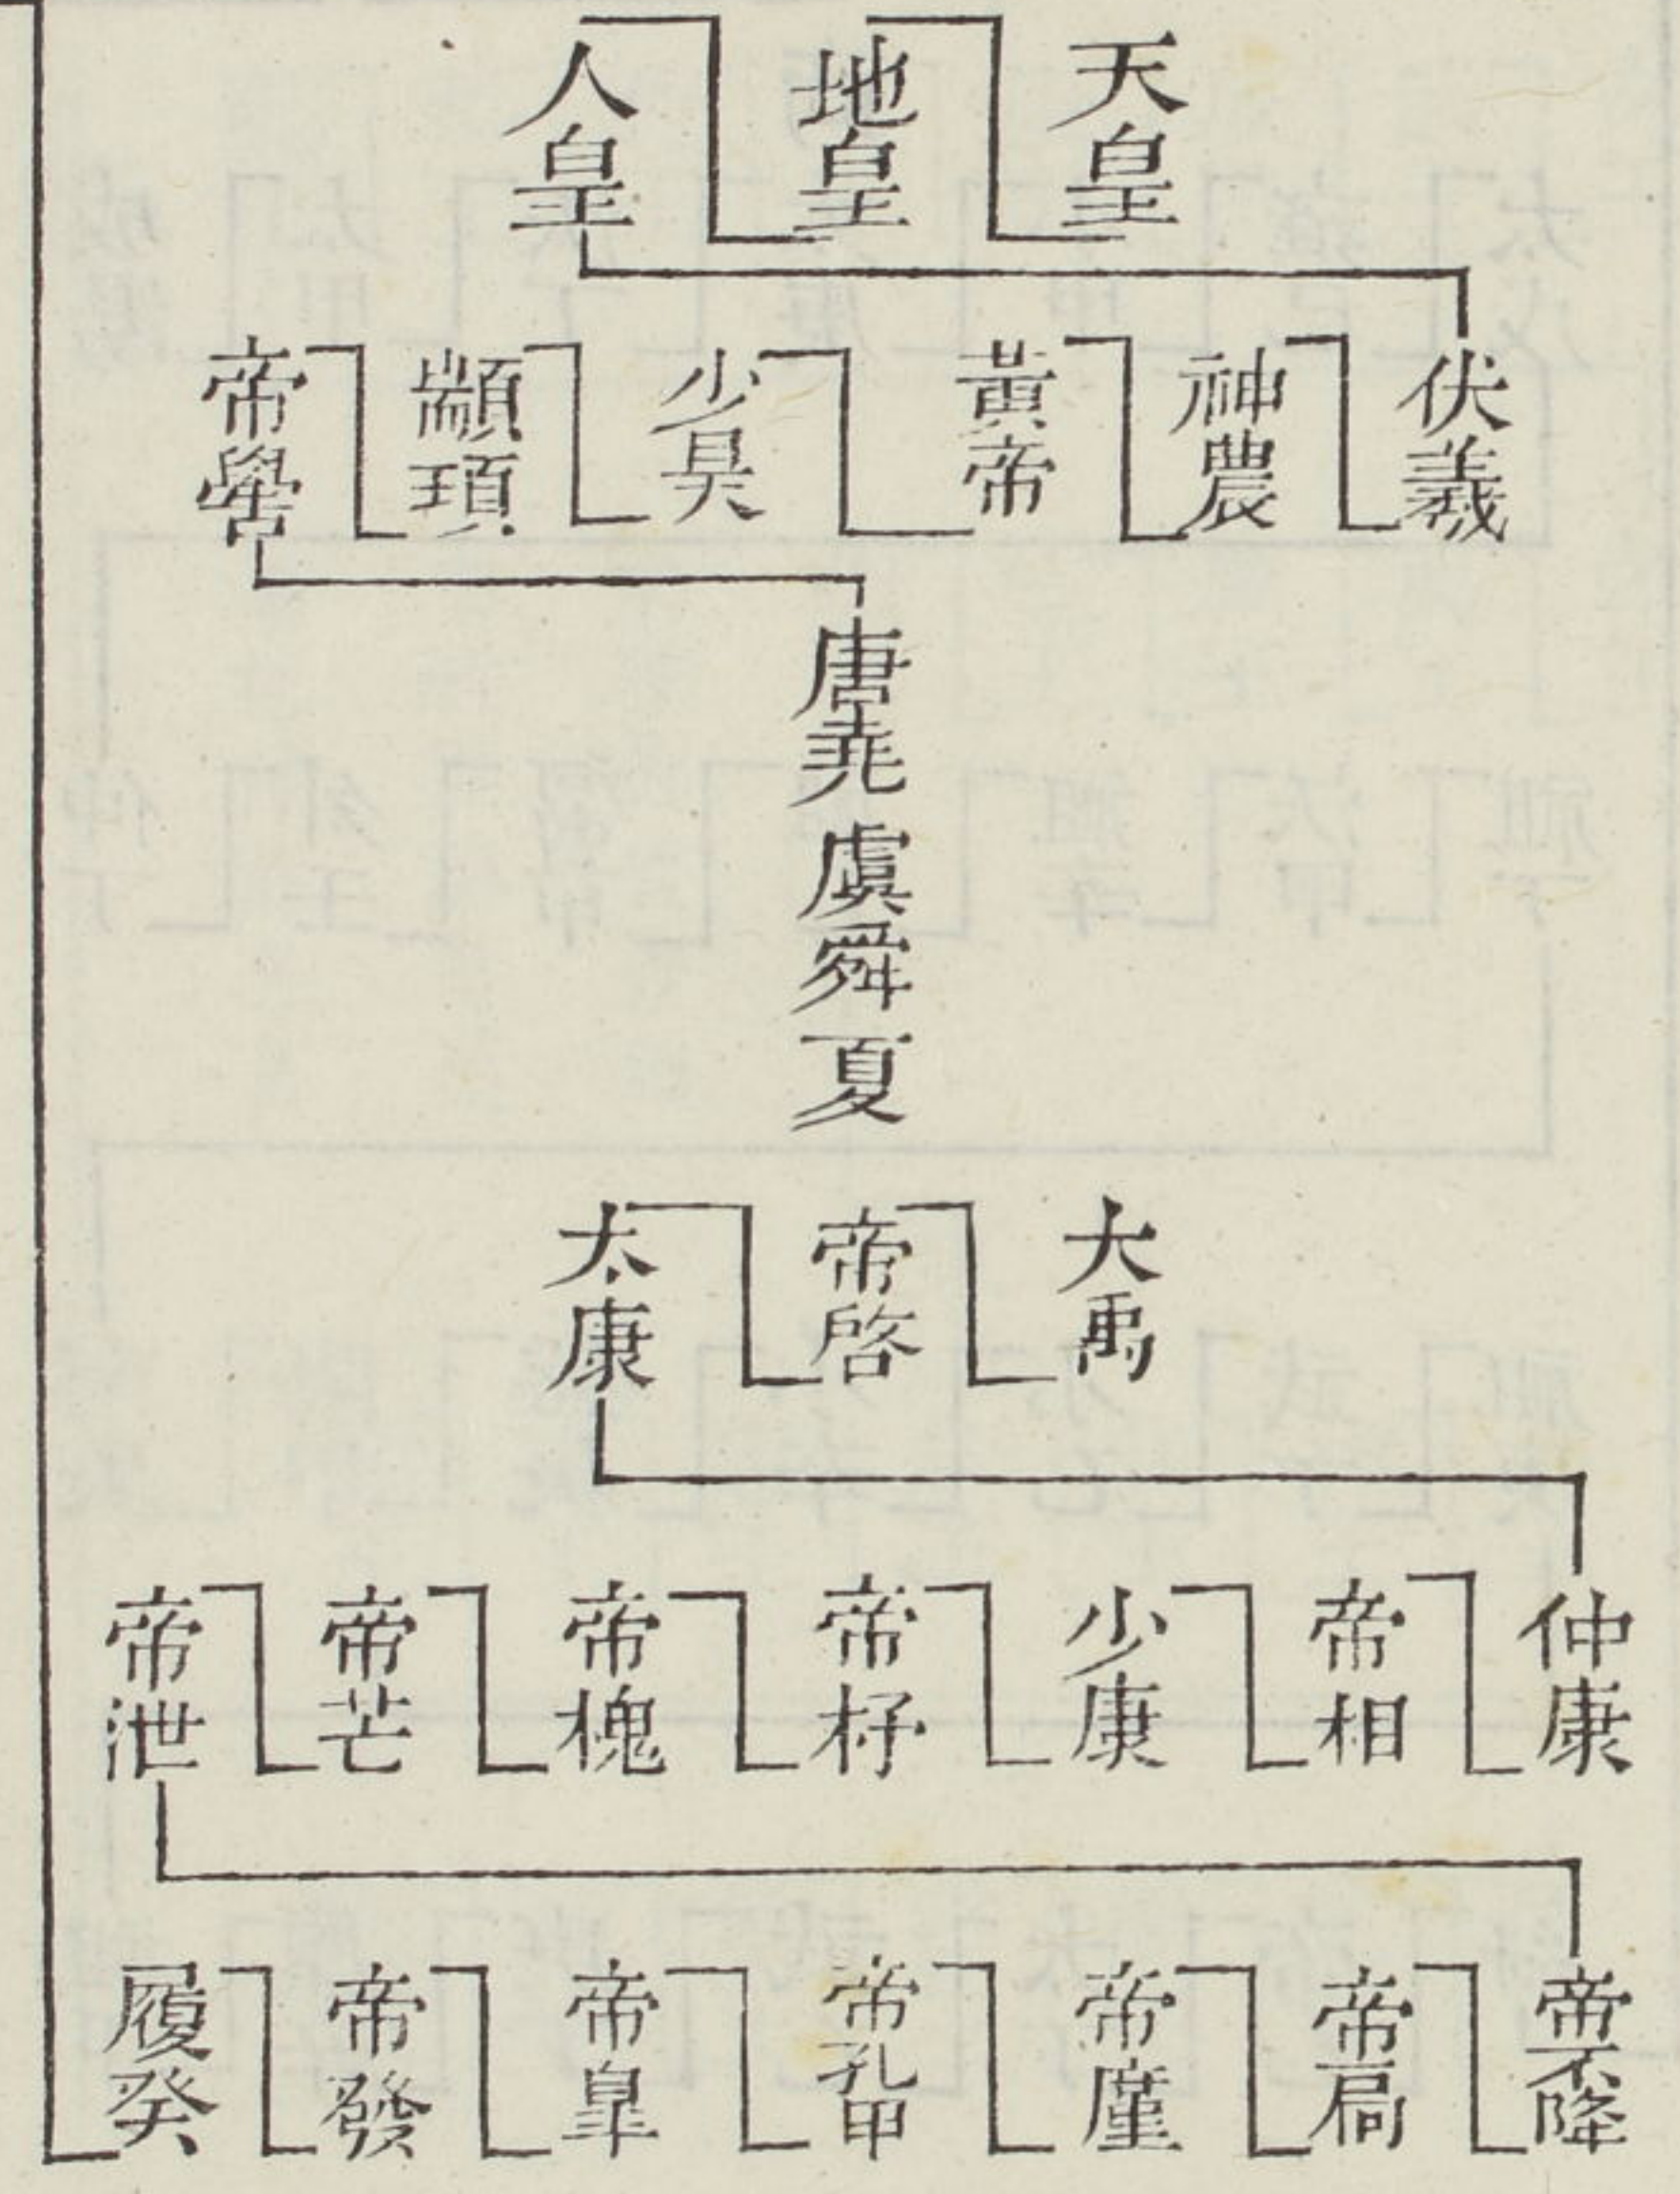 天皇
地皇
人皇
伏羲
神農
黃帝
少昊
顓頊
帝嚳
唐尭虞舜夏
大禹
帝啓
太康
仲康
帝相
少康
帝杼
帝槐
帝芒
帝泄
帝不降
帝扃
帝廑
帝孔甲
帝皐
帝發
履癸